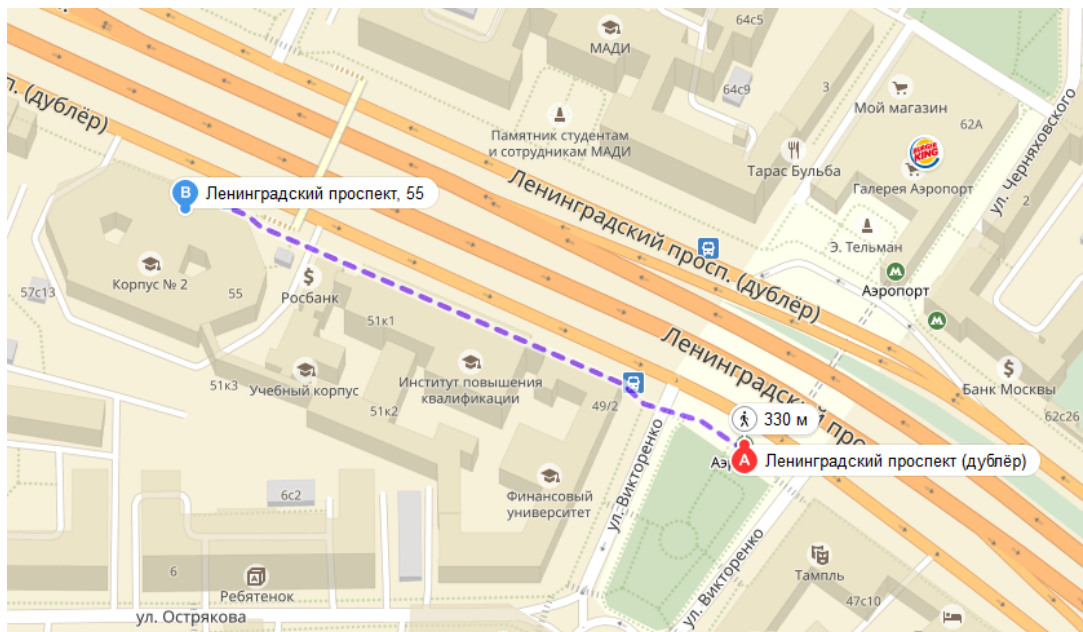 64с5
МАДИ
64с9
3
Мой магазин
62А
ул. Черняховского
п. (дублёр)
Памятник студентам
и сотрудникам МАДИ
Тарас Бульба
BURGER
KING
Галерея Аэропорт
2
B
Ленинградский проспект, 55
Ленинградский просп. (дублёр)
Э. Тельман
Аэропорт
Корпус № 2
57с13
55
Росбанк
51к1
Ленинградский про
Банк Москвы
62с26
51к3
Учебный корпус
Институт повышения
квалификации
51к2
49/2
330 м
A
Ленинградский проспект (дублёр)
ул. Викторенко
6с2
Финансовый
университет
6
Ребятенок
Тампль
47с10
ул. Викторенко
ул. Острякова